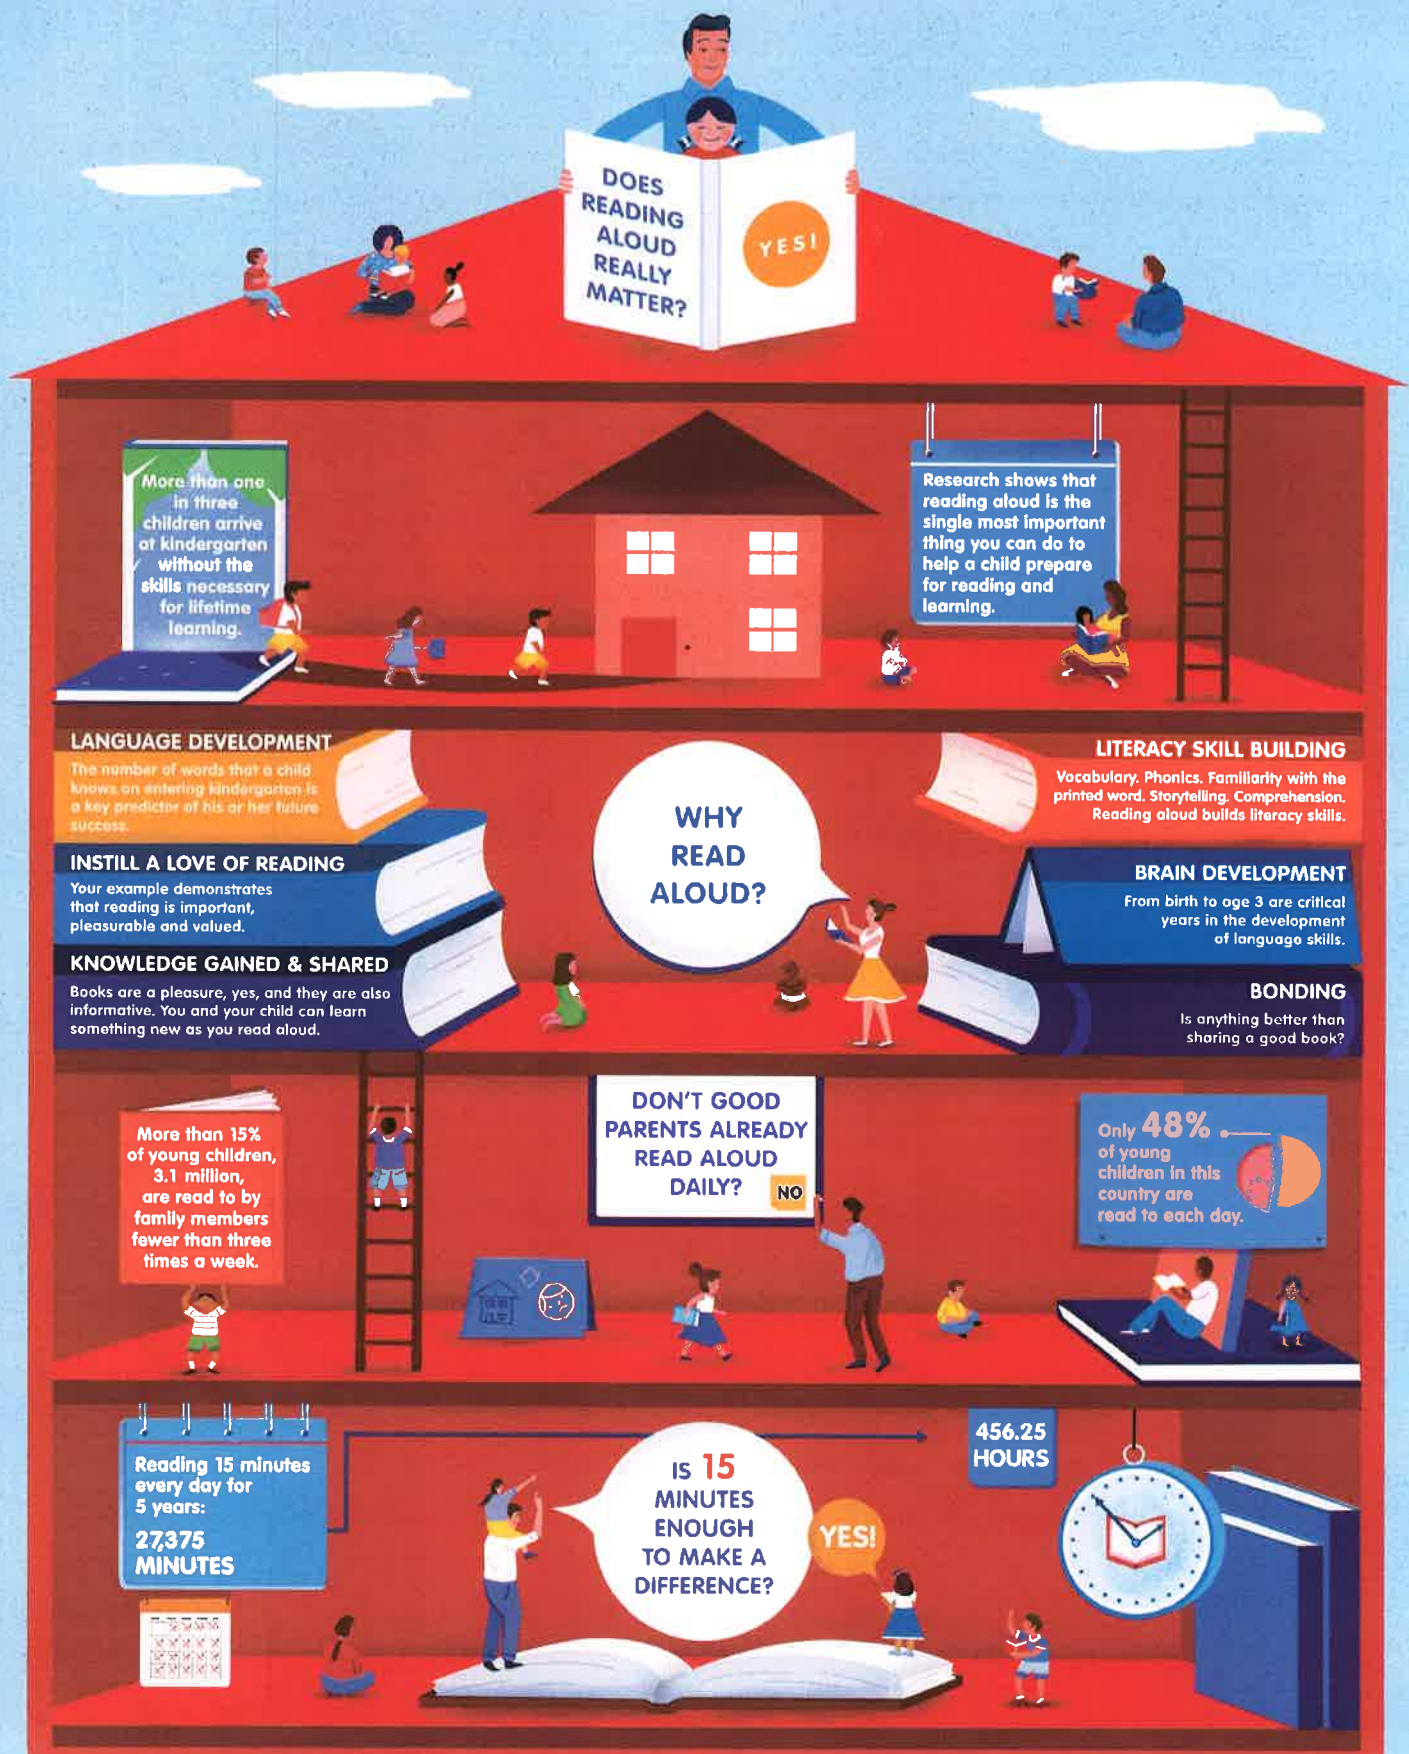 DOES
READING
ALOUD
REALLY
MATTER?
YES!
More than one
in three
children arrive
at kindergarten
without the
skills necessary
for lifetime
learning.
Research shows that
reading aloud is the
single most important
thing you can do to
help a child prepare
for reading and
learning.
LANGUAGE DEVELOPMENT
The number of words that a child
knows on entering kindergarten is
a key predictor of his or her future
success.
INSTILL A LOVE OF READING
Your example demonstrates
that reading is important,
pleasurable and valued.
KNOWLEDGE GAINED & SHARED
Books are a pleasure, yes, and they are also
informative. You and your child can learn
something new as you read aloud.
WHY
READ
ALOUD?
LITERACY SKILL BUILDING
Vocabulary. Phonics. Familiarity with the
printed word. Storytelling. Comprehension.
Reading aloud builds literacy skills.
BRAIN DEVELOPMENT
From birth to age 3 are critical
years in the development
of language skills.
BONDING
Is anything better than
sharing a good book?
More than 15%
of young children,
3.1 million,
are read to by
family members
fewer than three
times a week.
DON'T GOOD
PARENTS ALREADY
READ ALOUD
DAILY?
NO
Only 48%
of young
children in this
country are
read to each day.
Reading 15 minutes
every day for
5 years:
27,375
MINUTES
IS 15
MINUTES
ENOUGH
TO MAKE A
DIFFERENCE?
YES!
456.25
HOURS